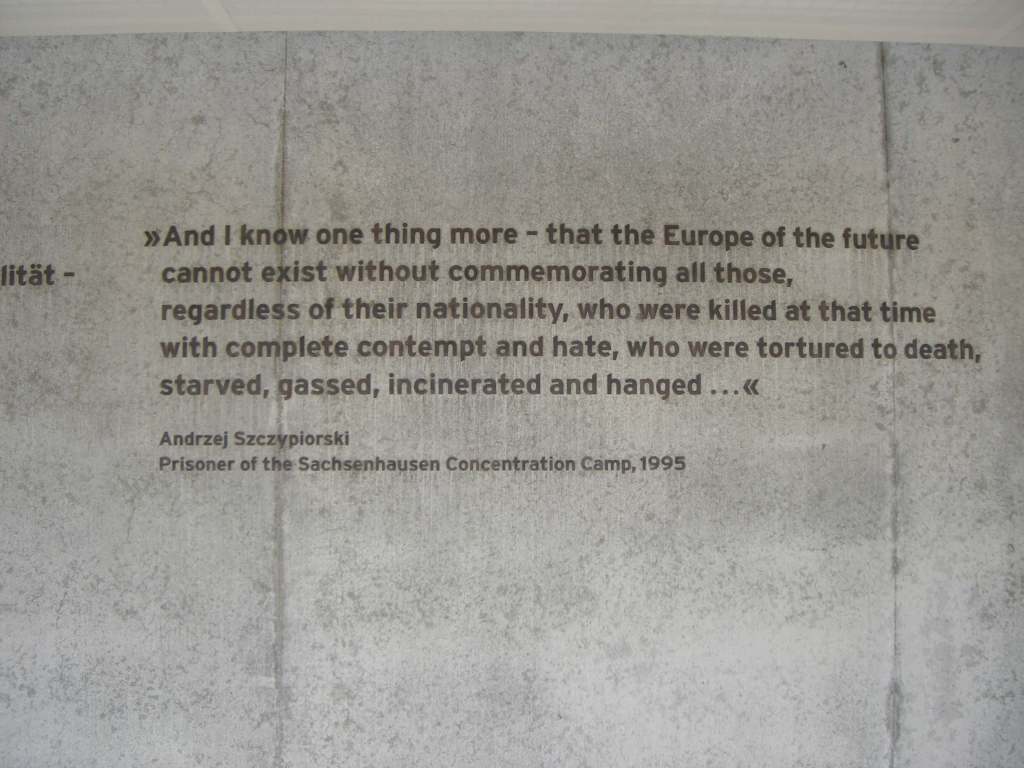 »And I know one thing more – that the Europe of the future
cannot exist without commemorating all those,
regardless of their nationality, who were killed at that time
with complete contempt and hate, who were tortured to death,
starved, gassed, incinerated and hanged ...«
Andrzej Szczypiorski
Prisoner of the Sachsenhausen Concentration Camp, 1995
lität –